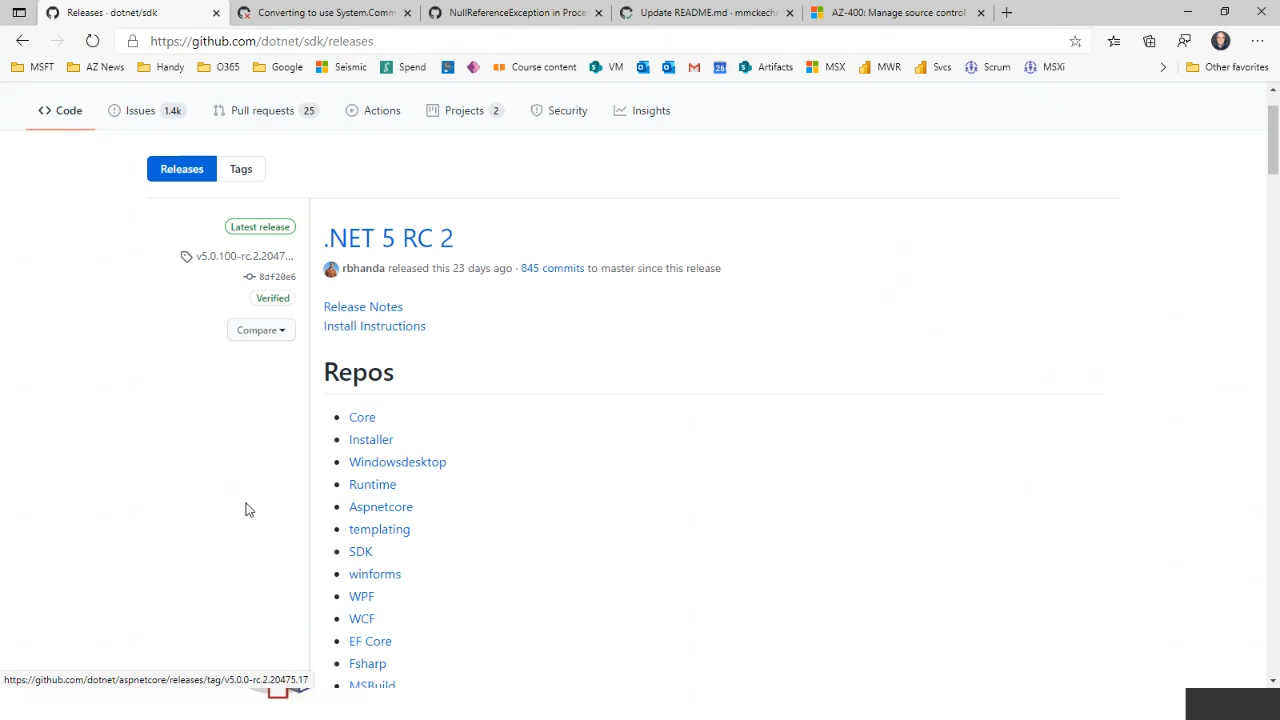 Releases · dotnet/sdk
Converting to use System.Comm
NullReferenceException in Proce
Update README.md · mmckechr
AZ-400: Manage source control
https://github.com/dotnet/sdk/releases
MSFT
AZ News
Handy
O365
Google
Seismic
Spend
Course content
VM
26
Artifacts
MSX
MWR
Svcs
Scrum
MSXi
Other favorites
Code
Issues 1.4k
Pull requests 25
Actions
Projects 2
Security
Insights
Releases
Tags
Latest release
v5.0.100-rc.2.2047...
8df20e6
Verified
Compare
.NET 5 RC 2
rbhanda released this 23 days ago · 845 commits to master since this release
Release Notes
Install Instructions
Repos
Core
Installer
Windowsdesktop
Runtime
Aspnetcore
templating
SDK
winforms
WPF
WCF
EF Core
Fsharp
MSBuild
https://github.com/dotnet/aspnetcore/releases/tag/v5.0.0-rc.2.20475.17